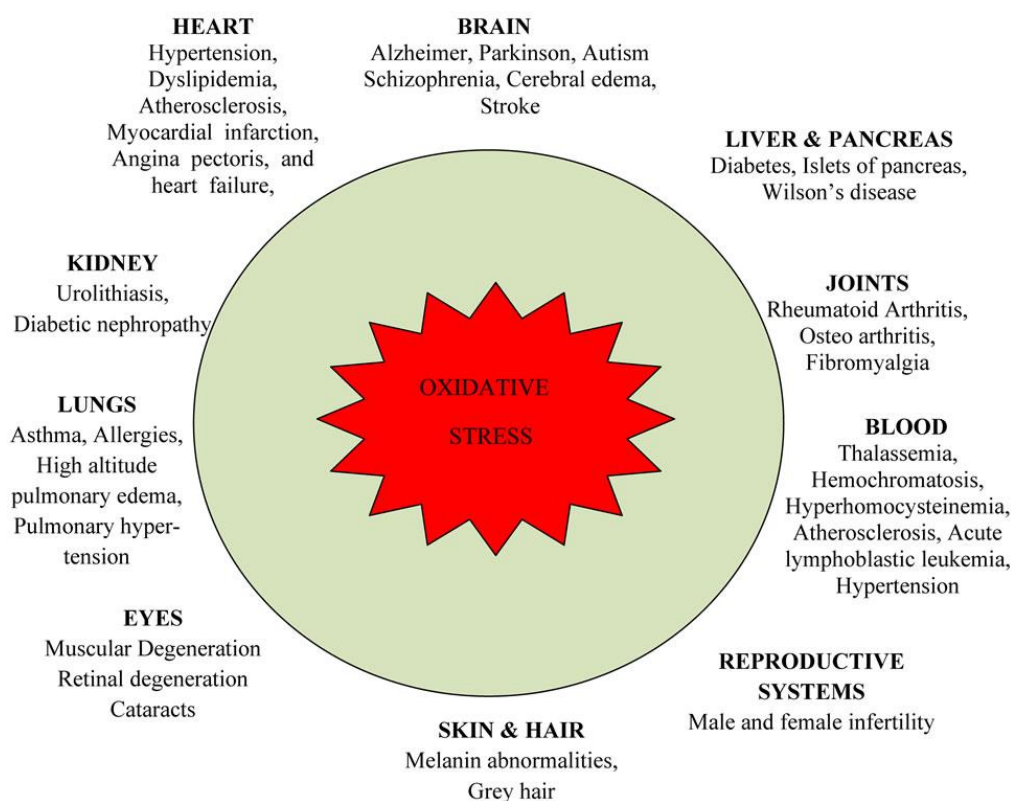 HEART
Hypertension,
Dyslipidemia,
Atherosclerosis,
Myocardial infarction,
Angina pectoris, and
heart failure,
BRAIN
Alzheimer, Parkinson, Autism
Schizophrenia, Cerebral edema,
Stroke
LIVER & PANCREAS
Diabetes, Islets of pancreas,
Wilson’s disease
KIDNEY
Urolithiasis,
Diabetic nephropathy
JOINTS
Rheumatoid Arthritis,
Osteo arthritis,
Fibromyalgia
OXIDATIVE
STRESS
LUNGS
Asthma, Allergies,
High altitude
pulmonary edema,
Pulmonary hyper-
tension
BLOOD
Thalassemia,
Hemochromatosis,
Hyperhomocysteinemia,
Atherosclerosis, Acute
lymphoblastic leukemia,
Hypertension
EYES
Muscular Degeneration
Retinal degeneration
Cataracts
REPRODUCTIVE
SYSTEMS
Male and female infertility
SKIN & HAIR
Melanin abnormalities,
Grey hair